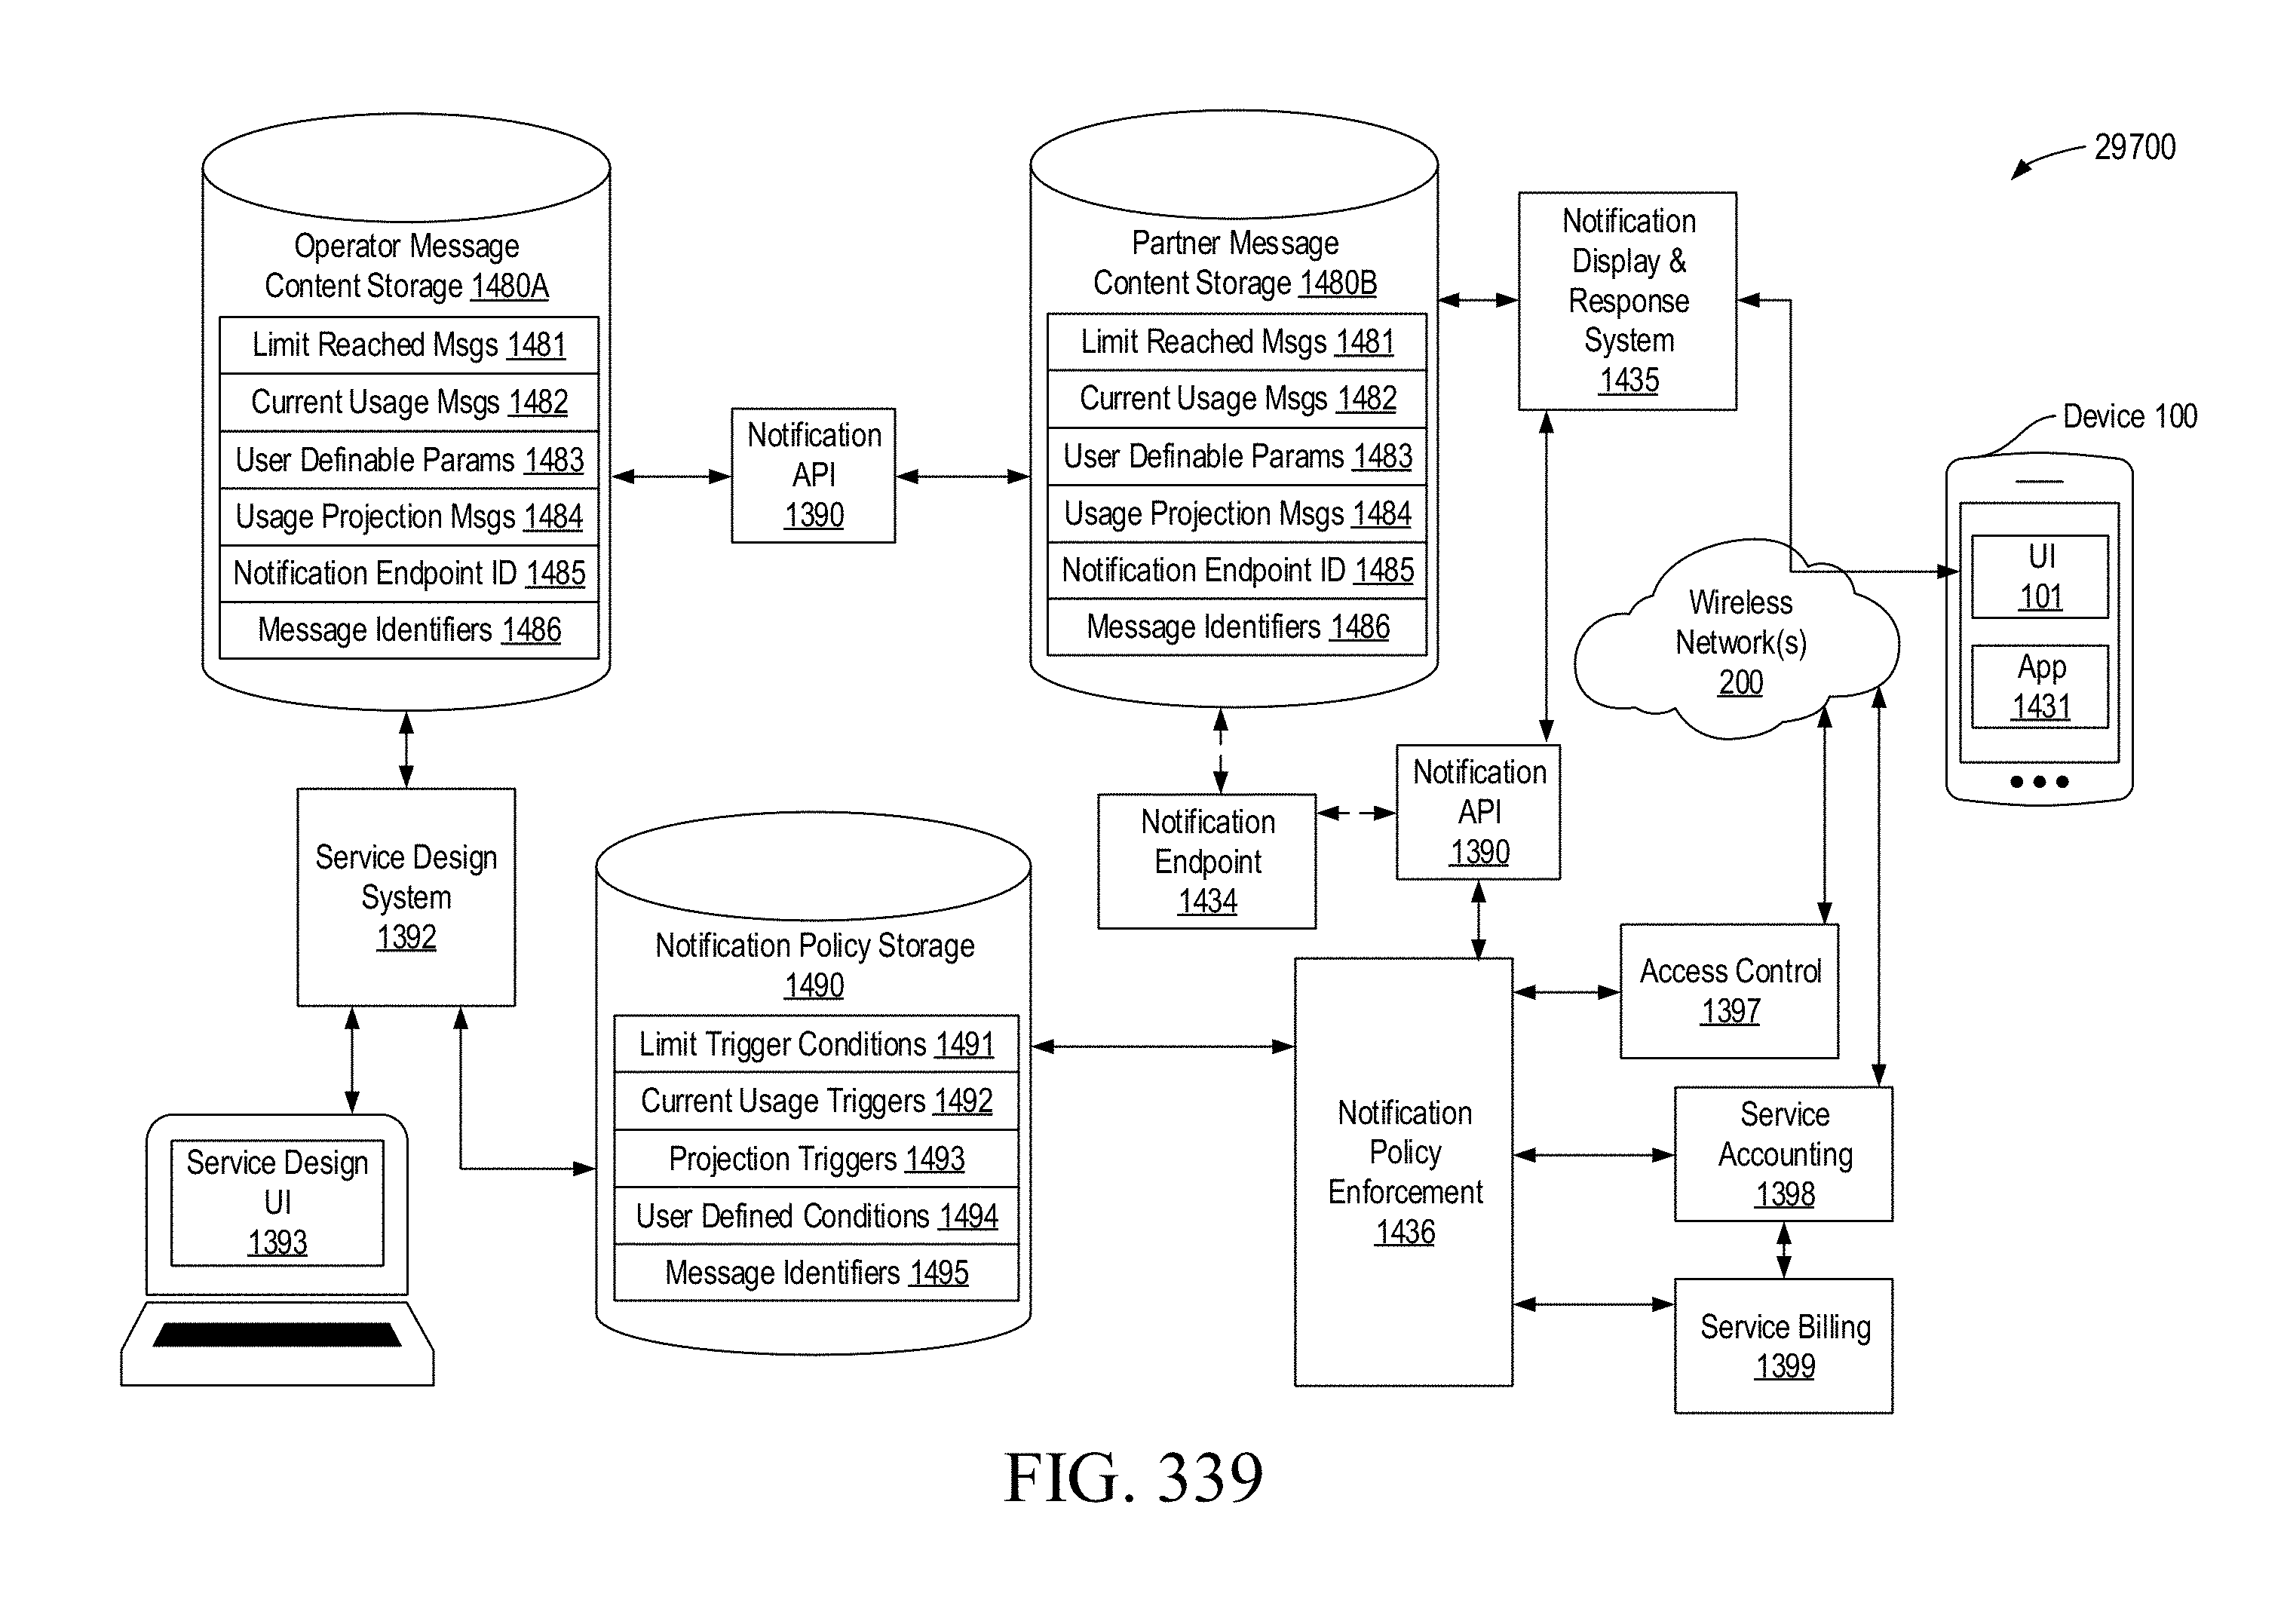 29700
Operator Message
Content Storage 1480A
Limit Reached Msgs 1481
Current Usage Msgs 1482
User Definable Params 1483
Usage Projection Msgs 1484
Notification Endpoint ID 1485
Message Identifiers 1486
Notification
API
1390
Partner Message
Content Storage 1480B
Limit Reached Msgs 1481
Current Usage Msgs 1482
User Definable Params 1483
Usage Projection Msgs 1484
Notification Endpoint ID 1485
Message Identifiers 1486
Notification
Display &
Response
System
1435
Device 100
UI
101
App
1431
Wireless
Network(s)
200
Service Design
System
1392
Service Design
UI
1393
Notification Policy Storage
1490
Limit Trigger Conditions 1491
Current Usage Triggers 1492
Projection Triggers 1493
User Defined Conditions 1494
Message Identifiers 1495
Notification
Endpoint
1434
Notification
API
1390
Notification
Policy
Enforcement
1436
Access Control
1397
Service
Accounting
1398
Service Billing
1399
FIG. 339